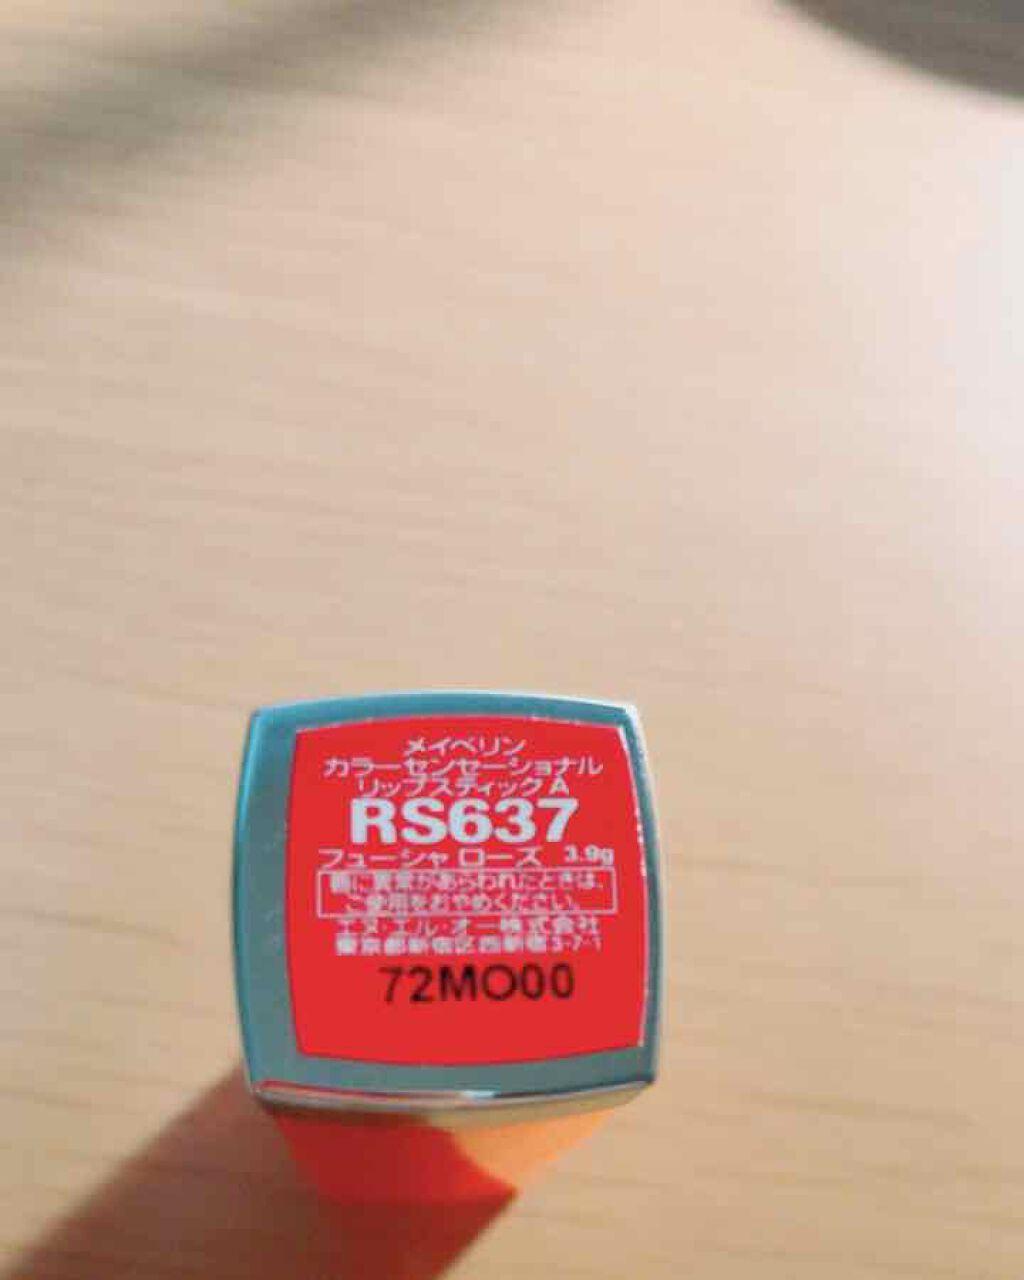 メイベリン
カラーセンセーショナル
リップスティック A
RS637
フューシャ ローズ 3.9g
に異常があらわれたときは、
ご使用をおやめください。
エヌ・エル・オー株式会社
東京都新宿区西新宿3-7-1
72MO00